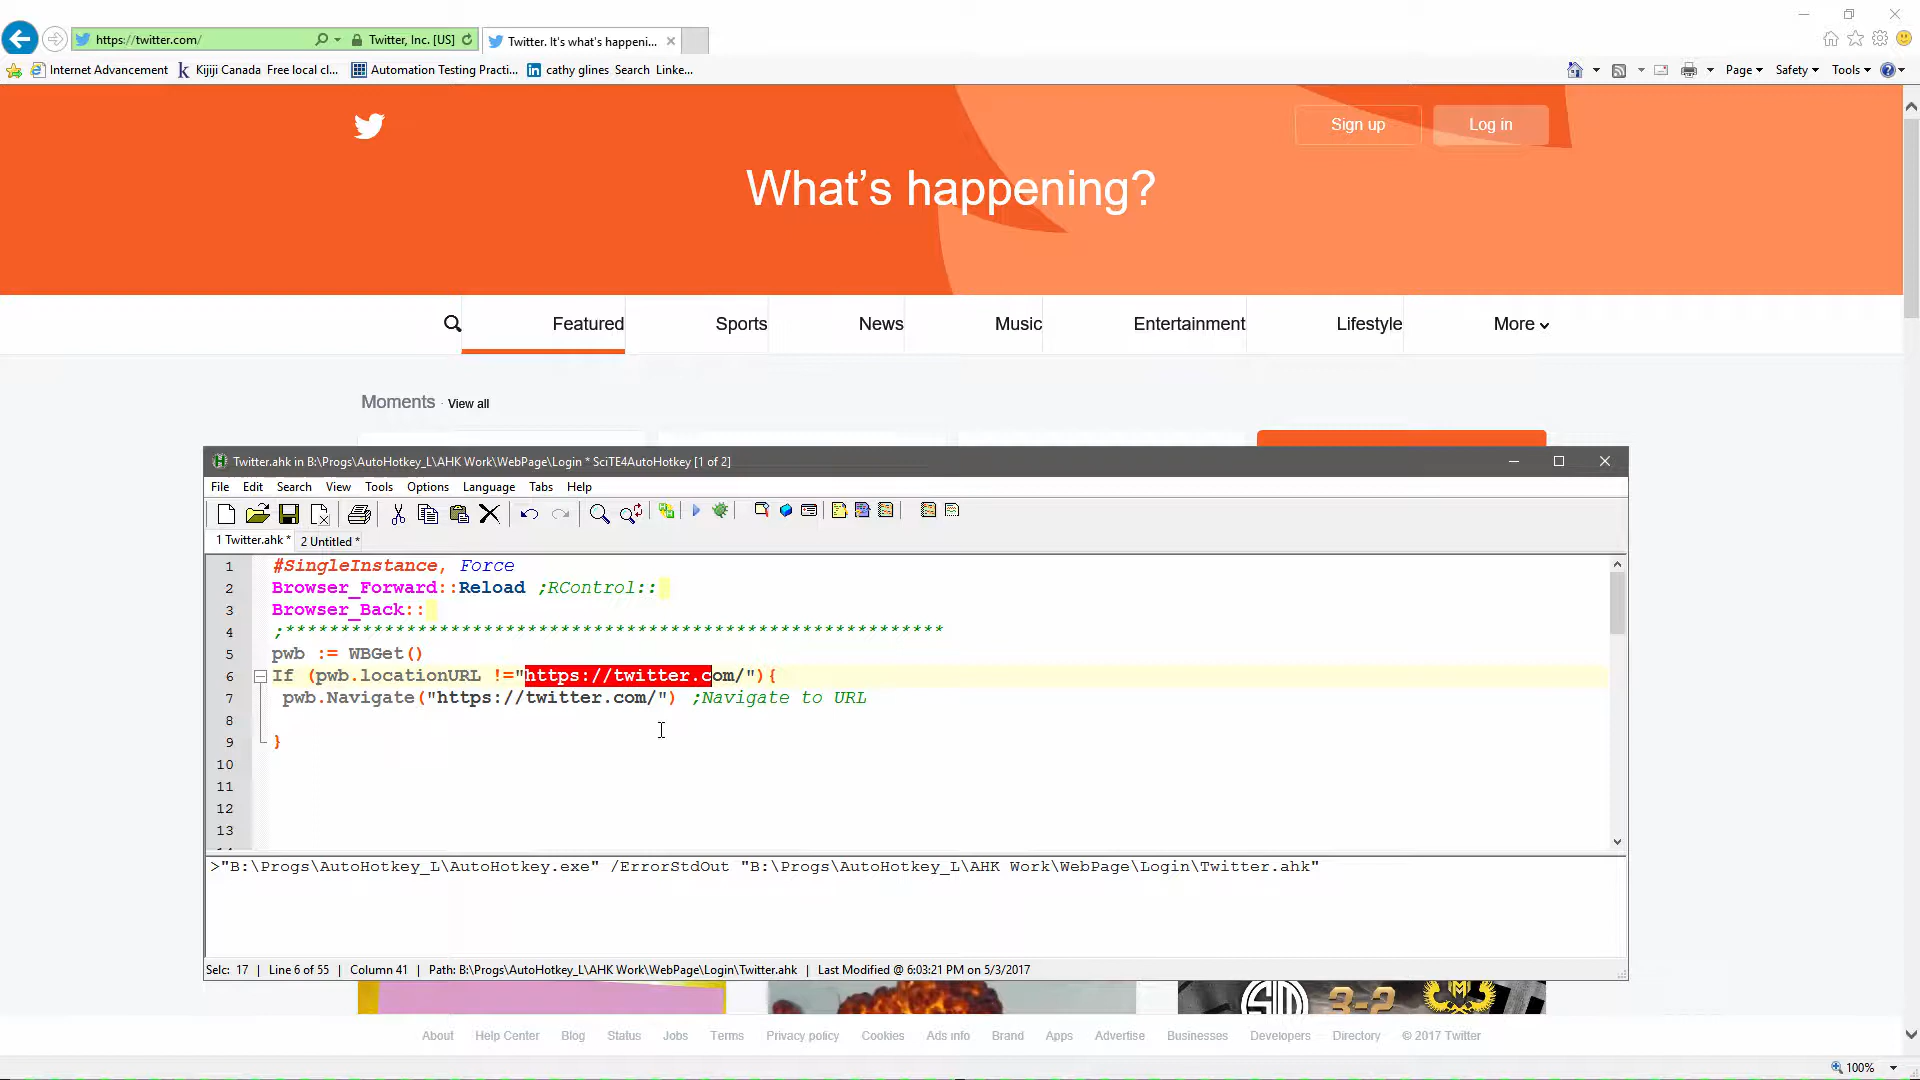 https://twitter.com/
Twitter, Inc. [US]
Twitter. It's what's happeni...
Internet Advancement
Kijiji Canada Free local cl...
Automation Testing Practi...
cathy glines Search Linke...
Page
Safety
Tools
Sign up
Log in
What's happening?
Featured
Sports
News
Music
Entertainment
Lifestyle
More
Moments · View all
Twitter.ahk in B:\Progs\AutoHotkey_L\AHK Work\WebPage\Login * SciTE4AutoHotkey [1 of 2]
File Edit Search View Tools Options Language Tabs Help
1 Twitter.ahk * 2 Untitled *
1 #SingleInstance, Force
2 Browser_Forward::Reload ;RControl::
3 Browser_Back::
4 ;************************************************************
5 pwb := WBGet()
6 If (pwb.locationURL !="https://twitter.com/"){
7 pwb.Navigate("https://twitter.com/") ;Navigate to URL
8
9 }
10
11
12
13
>"B:\Progs\AutoHotkey_L\AutoHotkey.exe" /ErrorStdOut "B:\Progs\AutoHotkey_L\AHK Work\WebPage\Login\Twitter.ahk"
Selc: 17 | Line 6 of 55 | Column 41 | Path: B:\Progs\AutoHotkey_L\AHK Work\WebPage\Login\Twitter.ahk | Last Modified @ 6:03:21 PM on 5/3/2017
3-2
About Help Center Blog Status Jobs Terms Privacy policy Cookies Ads info Brand Apps Advertise Businesses Developers Directory © 2017 Twitter
100%